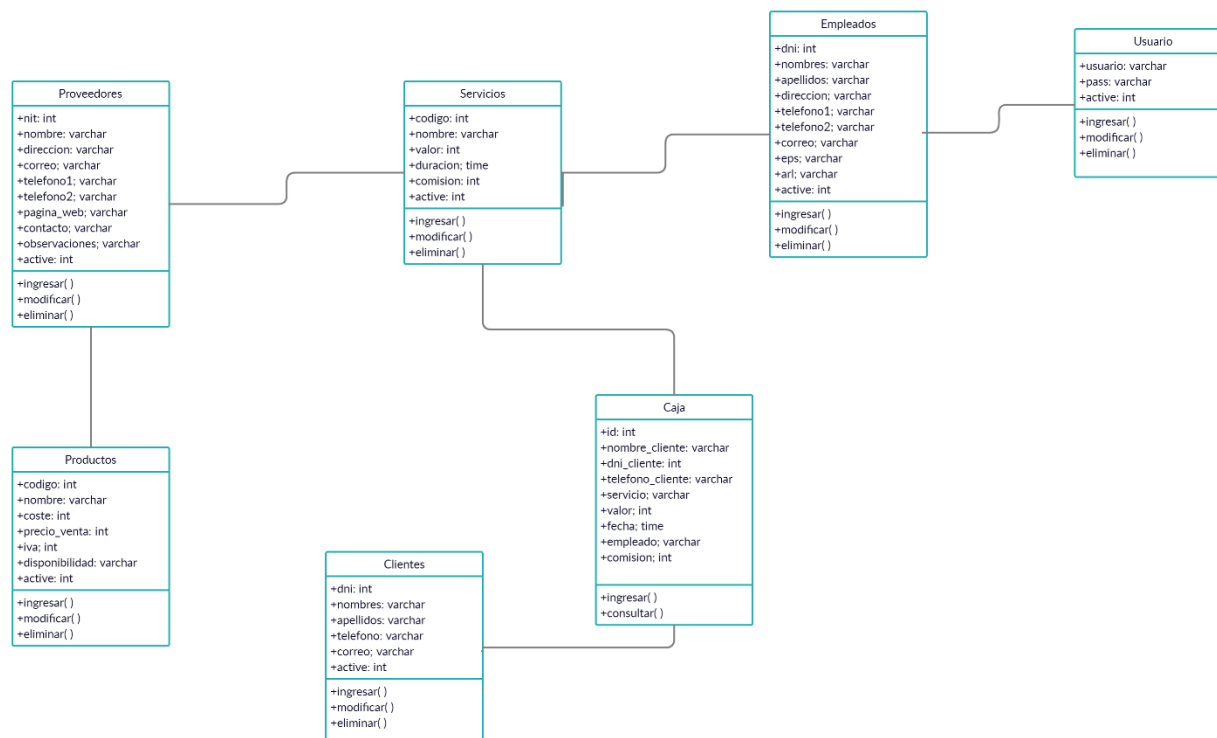 Empleados
+dni: int
+nombres: varchar
+apellidos: varchar
+direccion; varchar
+telefono1; varchar
+telefono2; varchar
+correo; varchar
+eps; varchar
+arl; varchar
+active: int
+ingresar( )
+modificar( )
+eliminar( )
Usuario
+usuario: varchar
+pass: varchar
+active: int
+ingresar( )
+modificar( )
+eliminar( )
Proveedores
+nit: int
+nombre: varchar
+direccion: varchar
+correo; varchar
+telefono1; varchar
+telefono2; varchar
+pagina_web; varchar
+contacto; varchar
+observaciones; varchar
+active: int
+ingresar( )
+modificar( )
+eliminar( )
Servicios
+codigo: int
+nombre: varchar
+valor: int
+duracion; time
+comision: int
+active: int
+ingresar( )
+modificar( )
+eliminar( )
Caja
+id: int
+nombre_cliente: varchar
+dni_cliente: int
+telefono_cliente: varchar
+servicio; varchar
+valor; int
+fecha; time
+empleado; varchar
+comision; int
+ingresar( )
+consultar( )
Productos
+codigo: int
+nombre: varchar
+coste: int
+precio_venta: int
+iva; int
+disponibilidad: varchar
+active: int
+ingresar( )
+modificar( )
+eliminar( )
Clientes
+dni: int
+nombres: varchar
+apellidos: varchar
+telefono: varchar
+correo; varchar
+active: int
+ingresar( )
+modificar( )
+eliminar( )